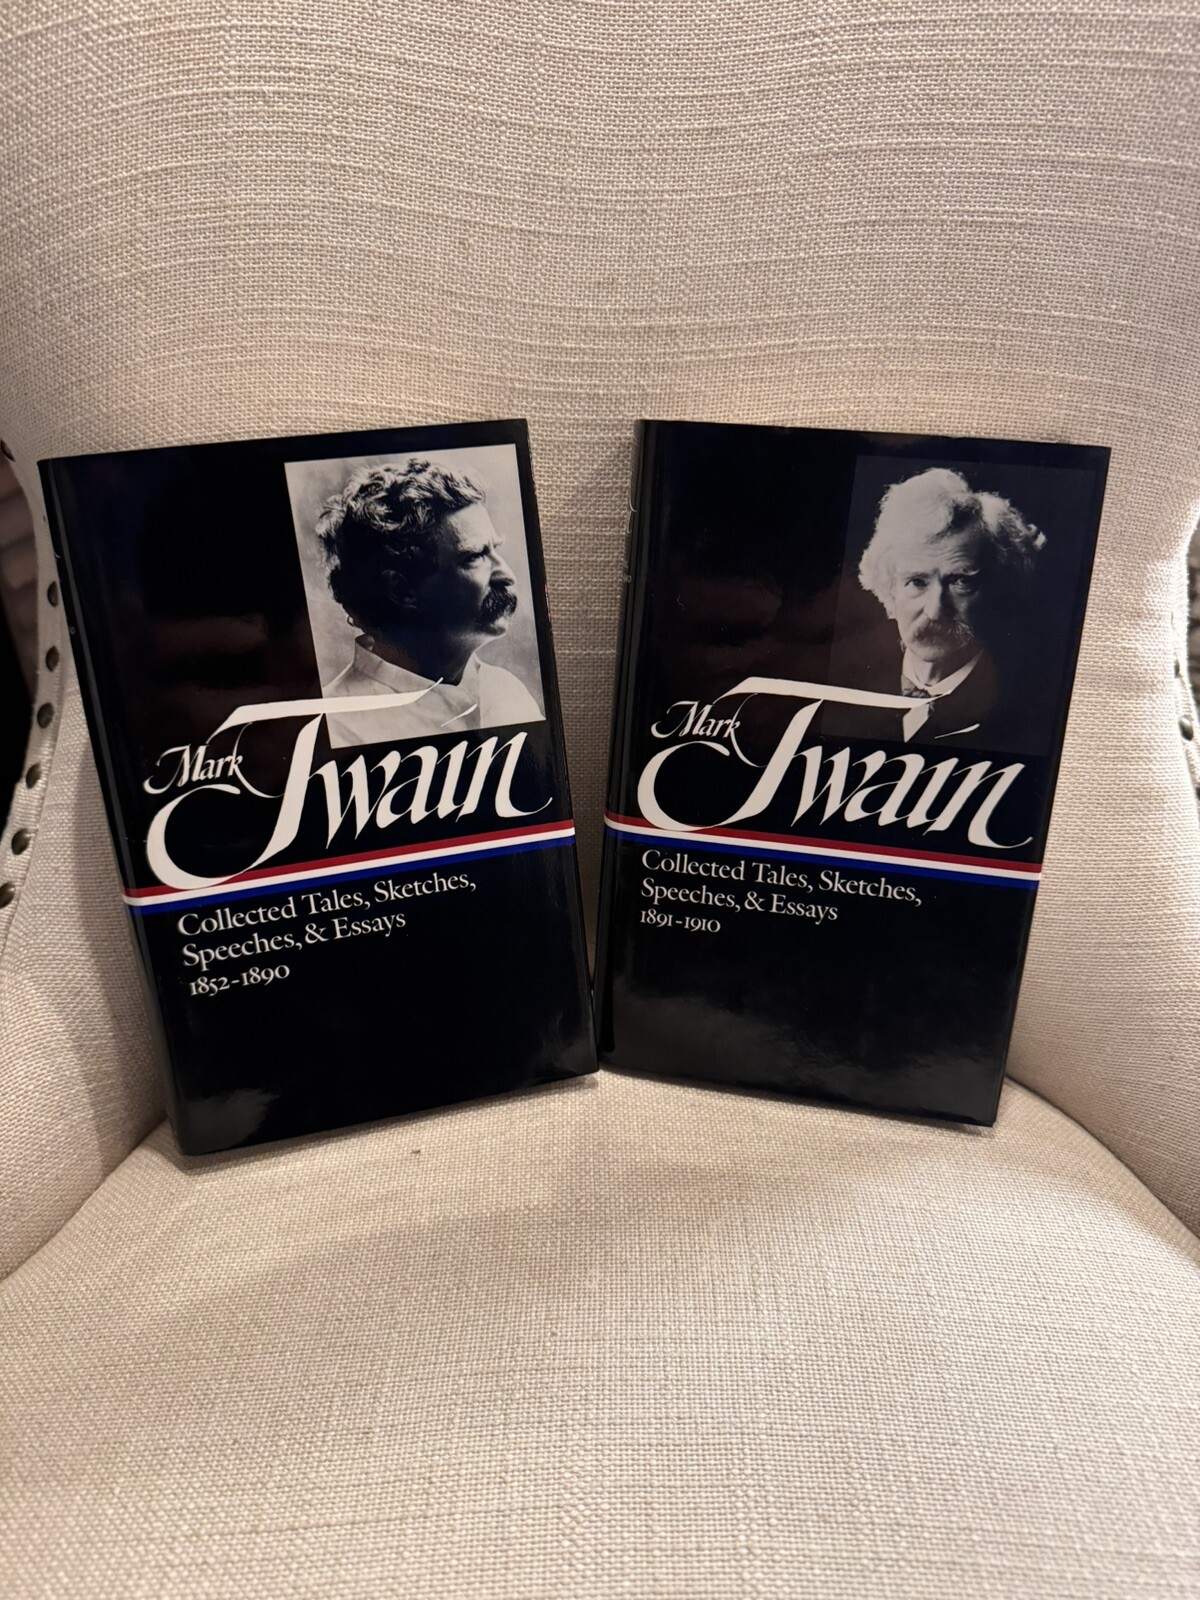 Mark
Twain
Collected Tales, Sketches,
Speeches, & Essays
1852-1890
Mark
Twain
Collected Tales, Sketches,
Speeches, & Essays
1891-1910